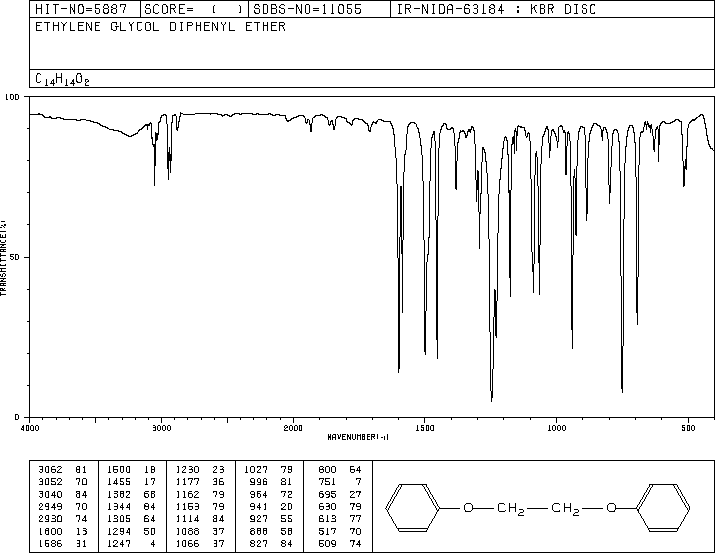 HIT-NO=5887 SCORE= ( ) SDBS-NO=11055 IR-NIDA-63184 : KBR DISC
ETHYLENE GLYCOL DIPHENYL ETHER
C14H14O2
100
50
0
TRANSMITTANCE(%)
4000 3000 2000 1500 1000 500
WAVENUMBER(-1)
3062 81 1500 18 1230 23 1027 79 800 64
3052 70 1455 17 1177 36 996 81 751 7
3040 84 1382 68 1162 79 964 72 695 27
2949 70 1344 84 1153 79 941 20 630 79
2930 74 1305 64 1114 84 927 55 613 77
1600 13 1294 50 1088 37 888 58 517 70
1586 31 1247 4 1066 37 827 84 509 74
O CH2 CH2 O